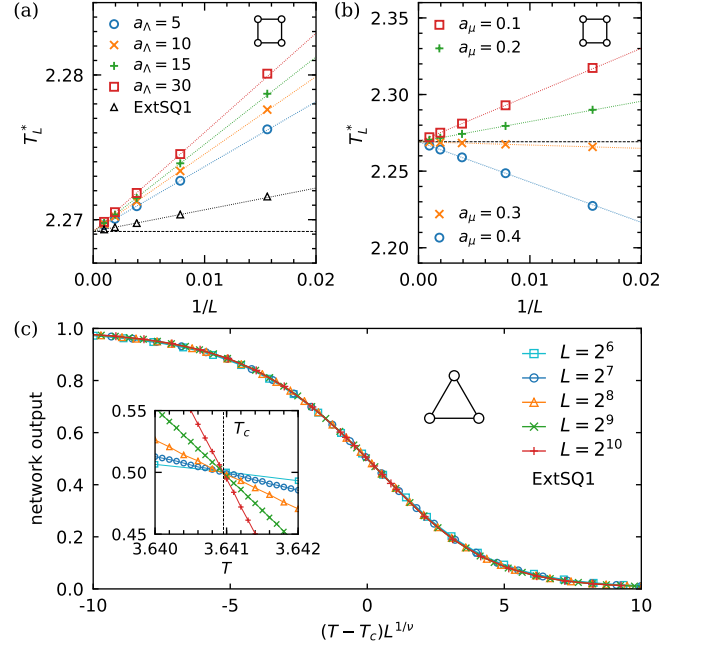 (a)
a_Λ = 5
a_Λ = 10
a_Λ = 15
a_Λ = 30
ExtSQ1
2.28
2.27
T_L^*
0.00 0.01 0.02
1/L
(b)
a_μ = 0.1
a_μ = 0.2
2.35
2.30
2.25
2.20
T_L^*
a_μ = 0.3
a_μ = 0.4
0.00 0.01 0.02
1/L
(c)
1.0
0.8
0.6
0.4
0.2
0.0
network output
L = 2^6
L = 2^7
L = 2^8
L = 2^9
L = 2^10
ExtSQ1
0.55
0.50
0.45
T_c
3.640 3.641 3.642
T
-10 -5 0 5 10
(T − T_c)L^{1/ν}